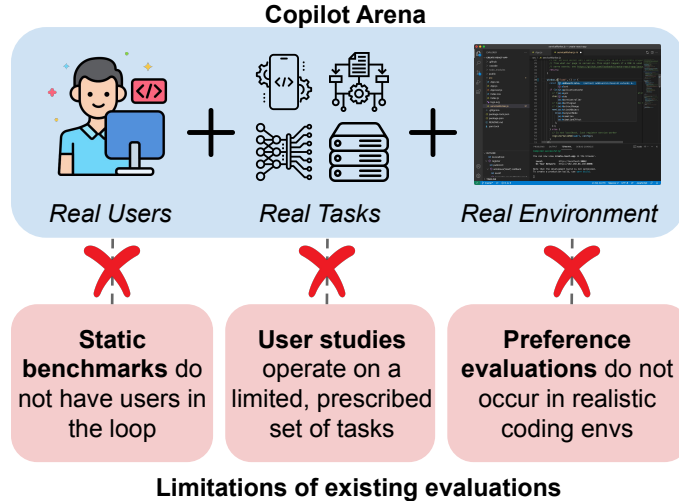 Copilot Arena
</>
</>
Real Users
Real Tasks
Real Environment
Static
benchmarks do
not have users in
the loop
User studies
operate on a
limited, prescribed
set of tasks
Preference
evaluations do not
occur in realistic
coding envs
Limitations of existing evaluations